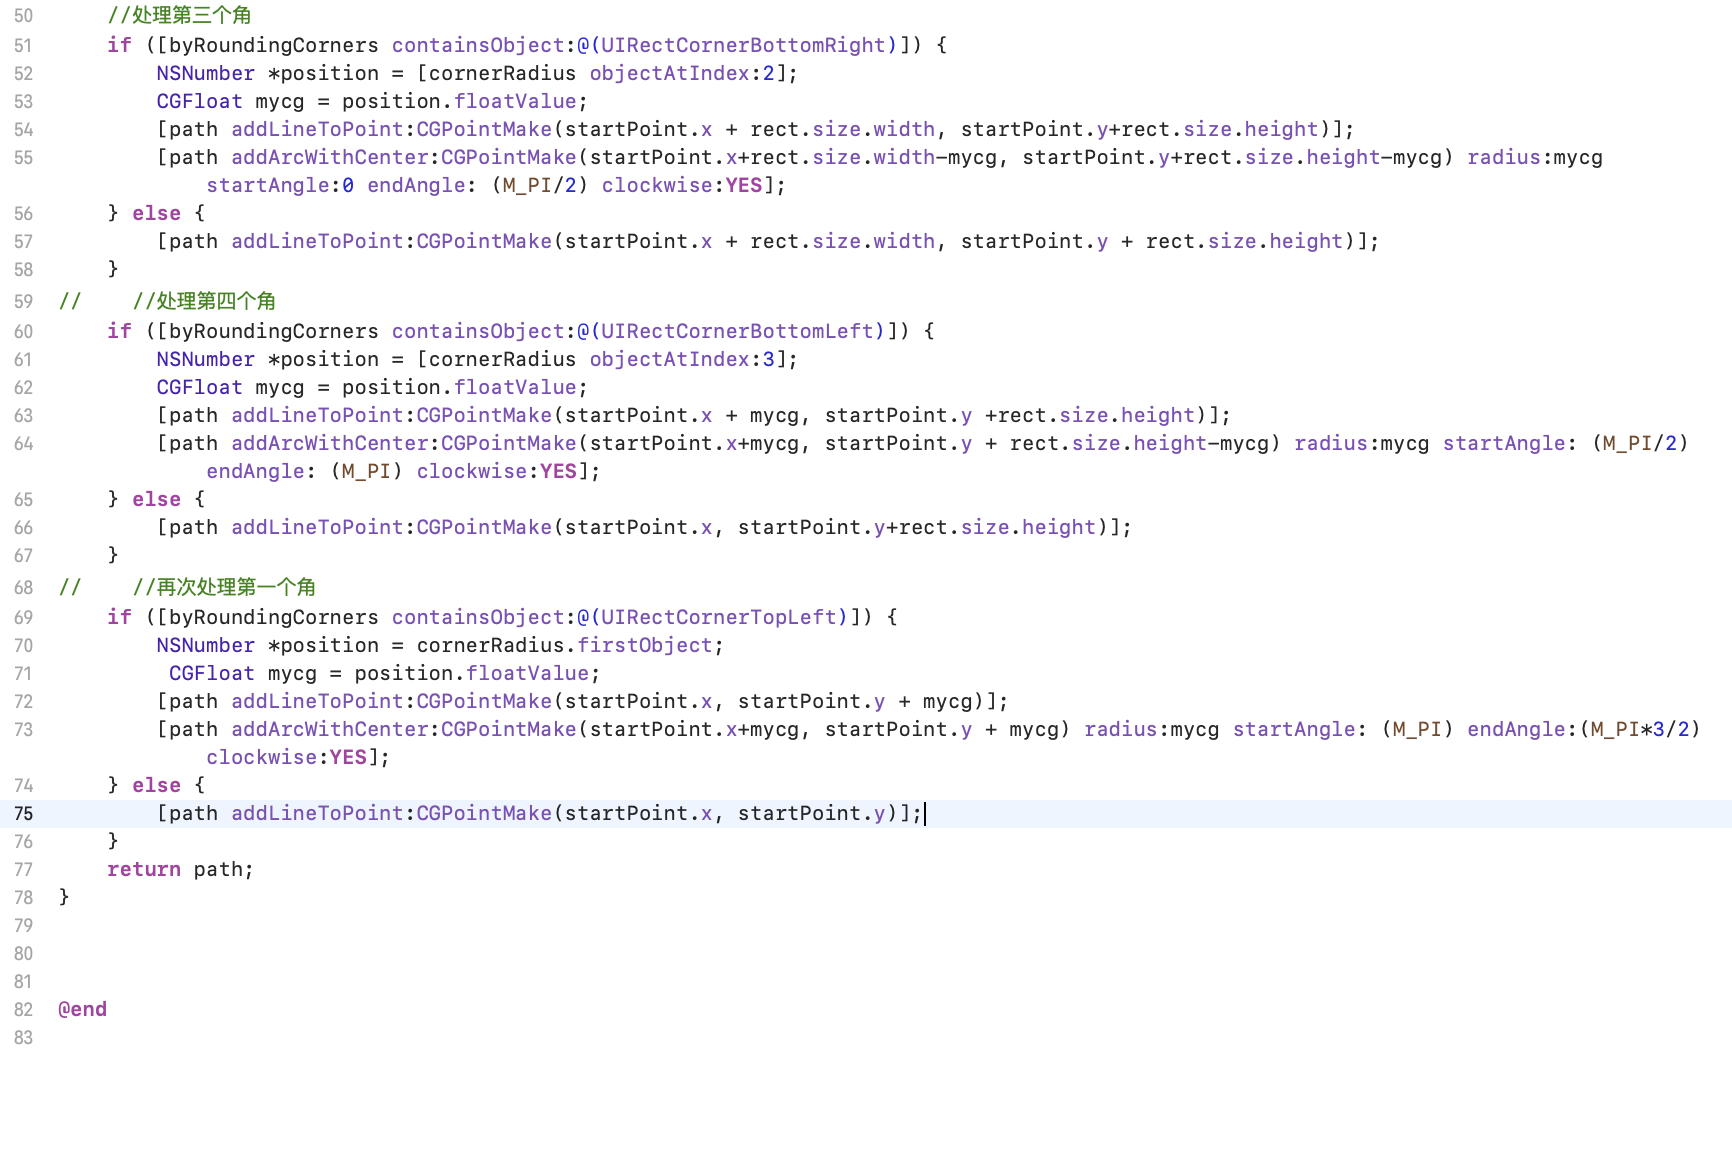 50     //处理第三个角
51     if ([byRoundingCorners containsObject:@(UIRectCornerBottomRight)]) {
52         NSNumber *position = [cornerRadius objectAtIndex:2];
53         CGFloat mycg = position.floatValue;
54         [path addLineToPoint:CGPointMake(startPoint.x + rect.size.width, startPoint.y+rect.size.height)];
55         [path addArcWithCenter:CGPointMake(startPoint.x+rect.size.width-mycg, startPoint.y+rect.size.height-mycg) radius:mycg
            startAngle:0 endAngle: (M_PI/2) clockwise:YES];
56     } else {
57         [path addLineToPoint:CGPointMake(startPoint.x + rect.size.width, startPoint.y + rect.size.height)];
58     }
59 //    //处理第四个角
60     if ([byRoundingCorners containsObject:@(UIRectCornerBottomLeft)]) {
61         NSNumber *position = [cornerRadius objectAtIndex:3];
62         CGFloat mycg = position.floatValue;
63         [path addLineToPoint:CGPointMake(startPoint.x + mycg, startPoint.y +rect.size.height)];
64         [path addArcWithCenter:CGPointMake(startPoint.x+mycg, startPoint.y + rect.size.height-mycg) radius:mycg startAngle: (M_PI/2)
            endAngle: (M_PI) clockwise:YES];
65     } else {
66         [path addLineToPoint:CGPointMake(startPoint.x, startPoint.y+rect.size.height)];
67     }
68 //    //再次处理第一个角
69     if ([byRoundingCorners containsObject:@(UIRectCornerTopLeft)]) {
70         NSNumber *position = cornerRadius.firstObject;
71          CGFloat mycg = position.floatValue;
72         [path addLineToPoint:CGPointMake(startPoint.x, startPoint.y + mycg)];
73         [path addArcWithCenter:CGPointMake(startPoint.x+mycg, startPoint.y + mycg) radius:mycg startAngle: (M_PI) endAngle:(M_PI*3/2)
            clockwise:YES];
74     } else {
75         [path addLineToPoint:CGPointMake(startPoint.x, startPoint.y)];
76     }
77     return path;
78 }
79
80
81
82 @end
83